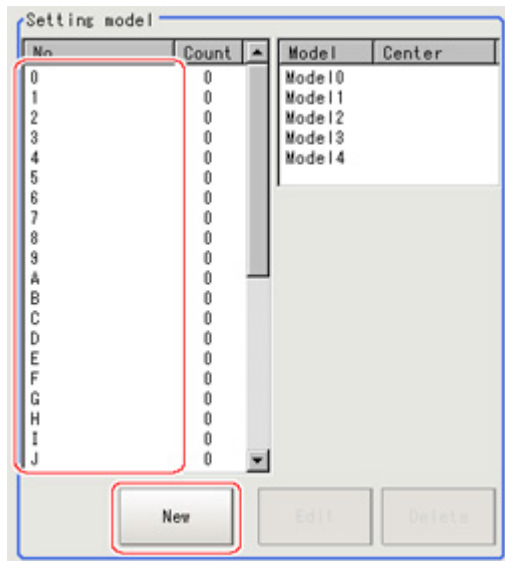 Setting model
No. Count Model Center
0 0 Model0
1 0 Model1
2 0 Model2
3 0 Model3
4 0 Model4
5 0
6 0
7 0
8 0
9 0
A 0
B 0
C 0
D 0
E 0
F 0
G 0
H 0
I 0
J 0
New Edit Delete